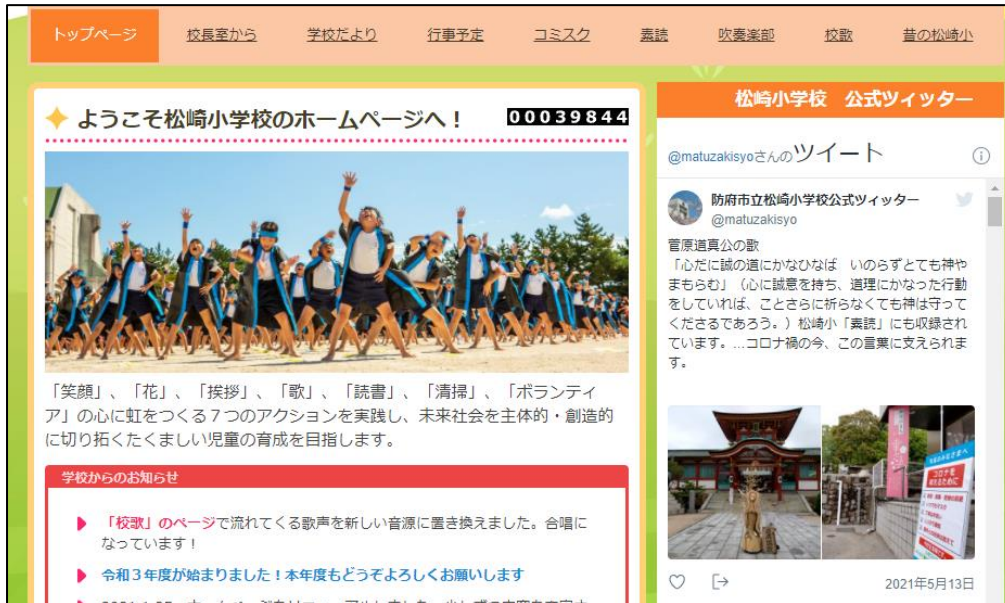 トップページ 校長室から 学校だより 行事予定 コミスク 素読 吹奏楽部 校歌 昔の松崎小
ようこそ松崎小学校のホームページへ！ 00039844
「笑顔」、「花」、「挨拶」、「歌」、「読書」、「清掃」、「ボランティ
ア」の心に虹をつくる７つのアクションを実践し、未来社会を主体的・創造的
に切り拓くたくましい児童の育成を目指します。
学校からのお知らせ
「校歌」のページで流れてくる歌声を新しい音源に置き換えました。合唱に
なっています！
令和３年度が始まりました！本年度もどうぞよろしくお願いします
松崎小学校 公式ツィッター
@matuzakisyoさんのツイート
防府市立松崎小学校公式ツィッター
@matuzakisyo
菅原道真公の歌
「心だに誠の道にかなひなば いのらずとても神や
まもらむ」（心に誠意を持ち、道理にかなった行動
をしていれば、ことさらに祈らなくても神は守って
くださるであろう。）松崎小「素読」にも収録され
ています。…コロナ禍の今、この言葉に支えられま
す。
2021年5月13日